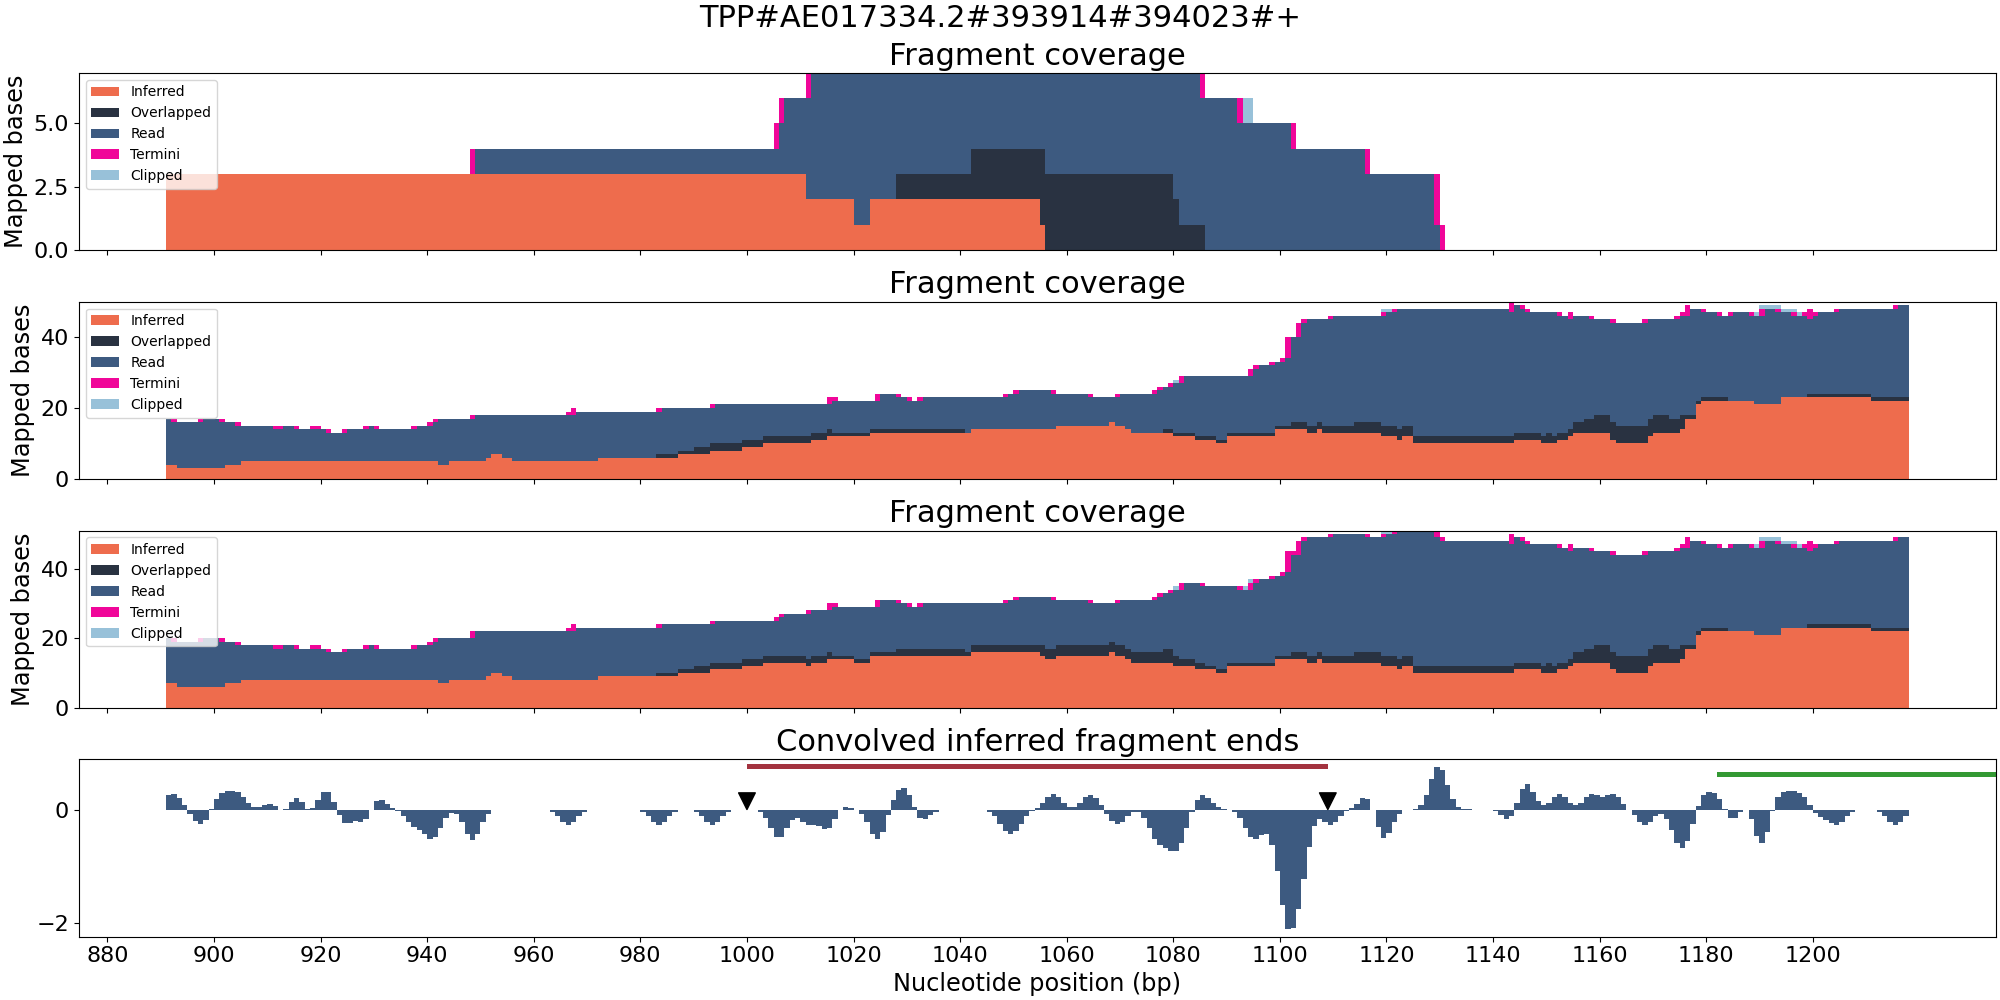 TPP#AE017334.2#393914#394023#+
Fragment coverage
Mapped bases
5.0
2.5
0.0
Inferred
Overlapped
Read
Termini
Clipped
Fragment coverage
Mapped bases
40
20
0
Inferred
Overlapped
Read
Termini
Clipped
Fragment coverage
Mapped bases
40
20
0
Inferred
Overlapped
Read
Termini
Clipped
Convolved inferred fragment ends
0
−2
880 900 920 940 960 980 1000 1020 1040 1060 1080 1100 1120 1140 1160 1180 1200
Nucleotide position (bp)